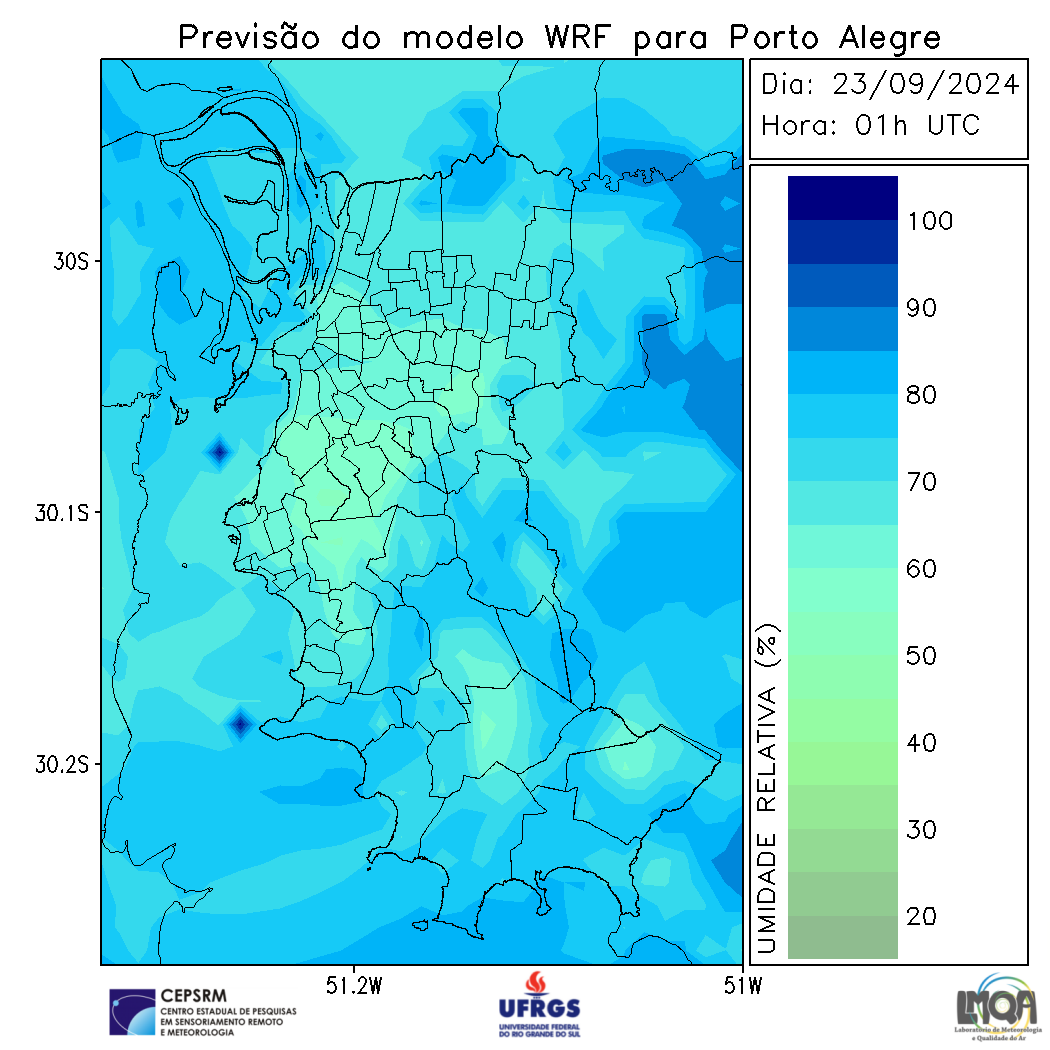 Previsão do modelo WRF para Porto Alegre
Dia: 23/09/2024
Hora: 01h UTC
30S
30.1S
30.2S
51.2W
51W
100
90
80
70
60
50
40
30
20
UMIDADE RELATIVA (%)
CEPSRM
CENTRO ESTADUAL DE PESQUISAS
EM SENSORIAMENTO REMOTO
E METEOROLOGIA
UFRGS
UNIVERSIDADE FEDERAL
DO RIO GRANDE DO SUL
LMQA
Laboratório de Meteorologia
e Qualidade do Ar